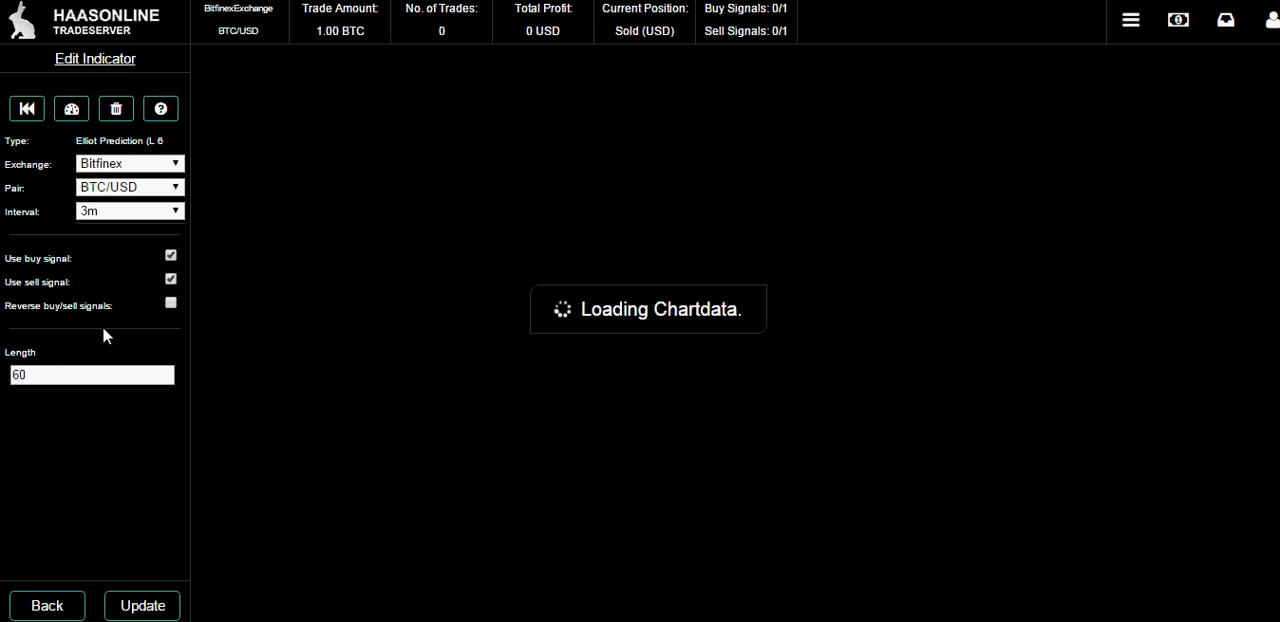 HAASONLINE
TRADESERVER
BitfinexExchange
BTC/USD
Trade Amount:
1.00 BTC
No. of Trades:
0
Total Profit:
0 USD
Current Position:
Sold (USD)
Buy Signals: 0/1
Sell Signals: 0/1
Edit Indicator
Type: Elliot Prediction (L 6
Exchange: Bitfinex
Pair: BTC/USD
Interval: 3m
Use buy signal:
Use sell signal:
Reverse buy/sell signals:
Length
60
Loading Chartdata.
Back Update